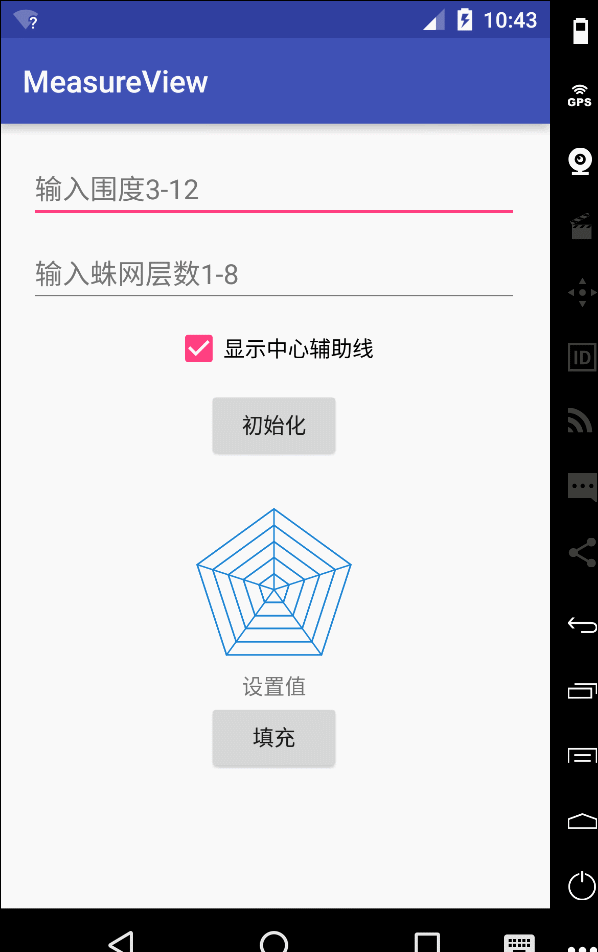 ?
10:43
MeasureView
GPS
输入围度3-12
输入蛛网层数1-8
显示中心辅助线
ID
初始化
设置值
填充